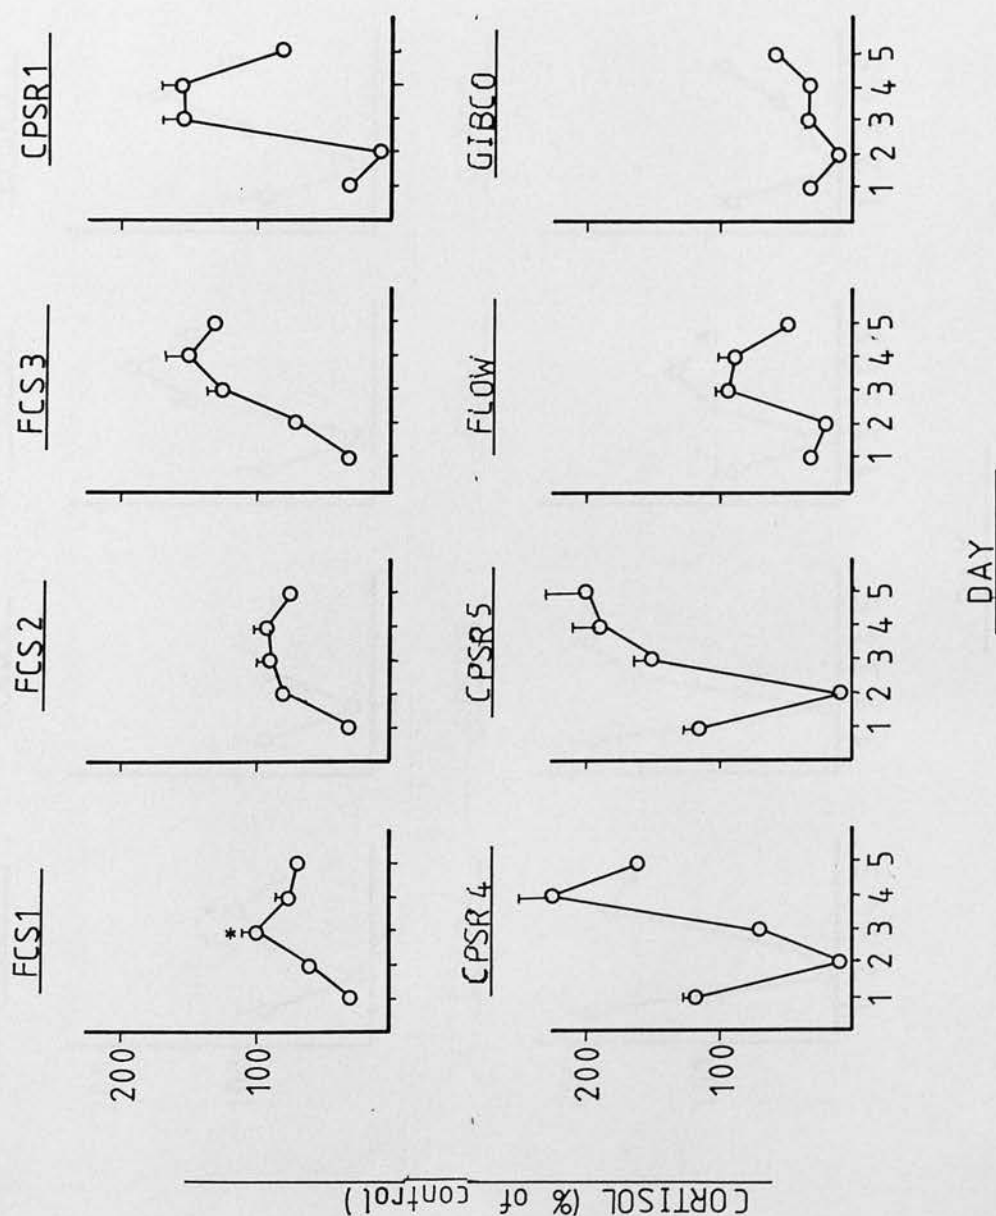 FCS1
FCS2
FCS3
CPSR1
200
100
*
CPSR4
CPSR5
FLOW
GIBCO
200
100
1 2 3 4 5
1 2 3 4 5
1 2 3 4 5
1 2 3 4 5
DAY
CORTISOL (% of
control)